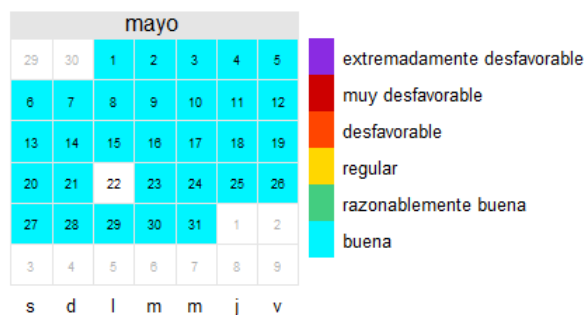 mayo
29 30 1 2 3 4 5
6 7 8 9 10 11 12
13 14 15 16 17 18 19
20 21 22 23 24 25 26
27 28 29 30 31 1 2
3 4 5 6 7 8 9
s d l m m j v
extremadamente desfavorable
muy desfavorable
desfavorable
regular
razonablemente buena
buena